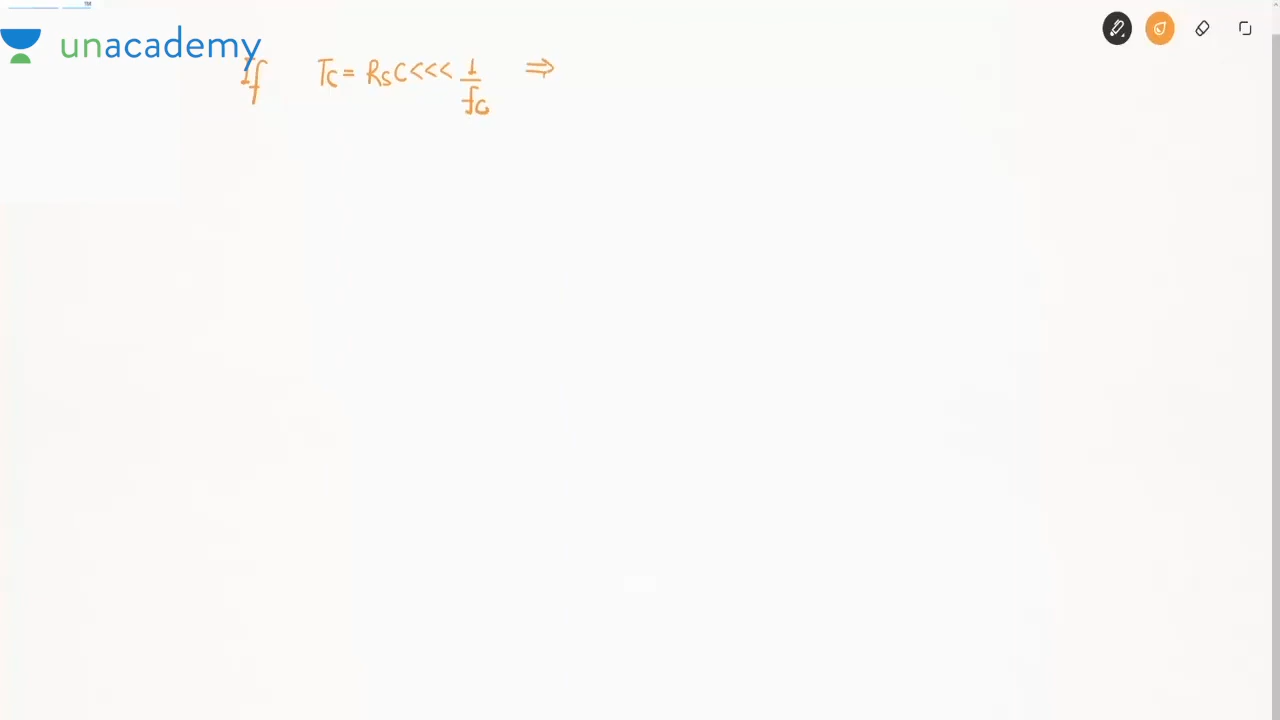 unacademy
If Tc = RsC <<< 1/fc ⇒